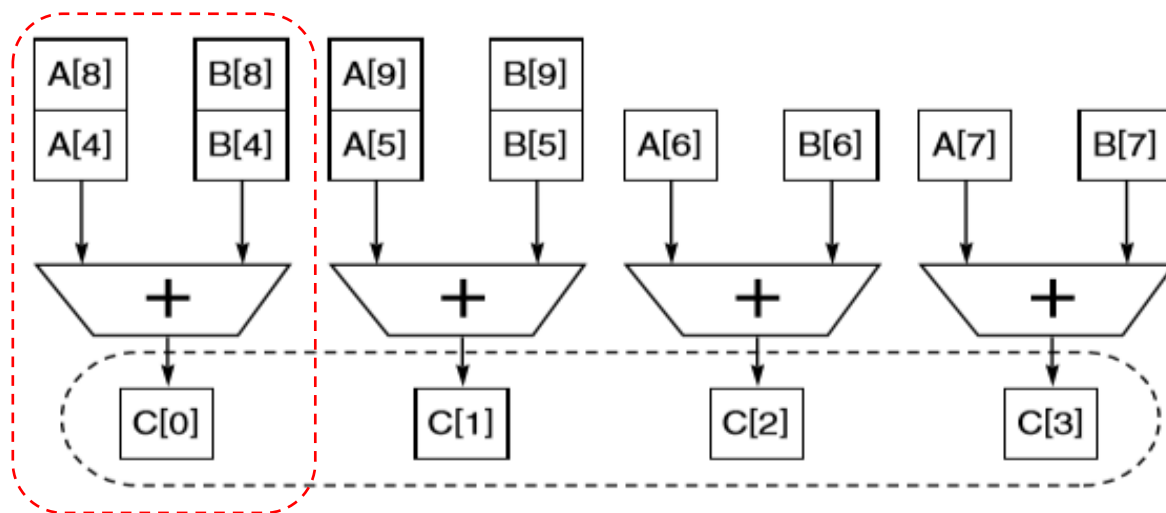 A[8] B[8] A[9] B[9]
A[4] B[4] A[5] B[5] A[6] B[6] A[7] B[7]
+ + + +
C[0] C[1] C[2] C[3]